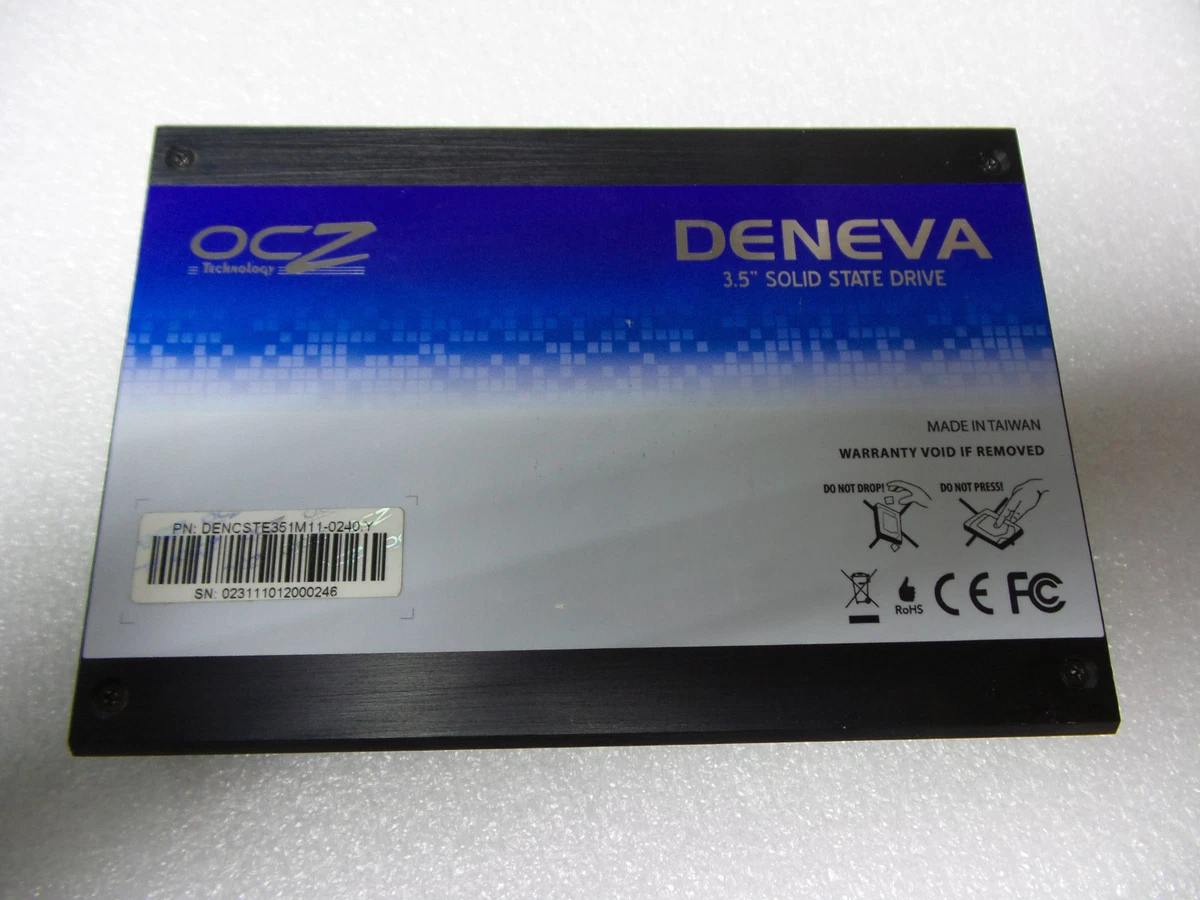 OCZ
Technology
DENEVA
3.5" SOLID STATE DRIVE
MADE IN TAIWAN
WARRANTY VOID IF REMOVED
DO NOT DROP! DO NOT PRESS!
PN: DENCSTE351M11-0240.Y
SN: 023111012000246
RoHS
CE FC